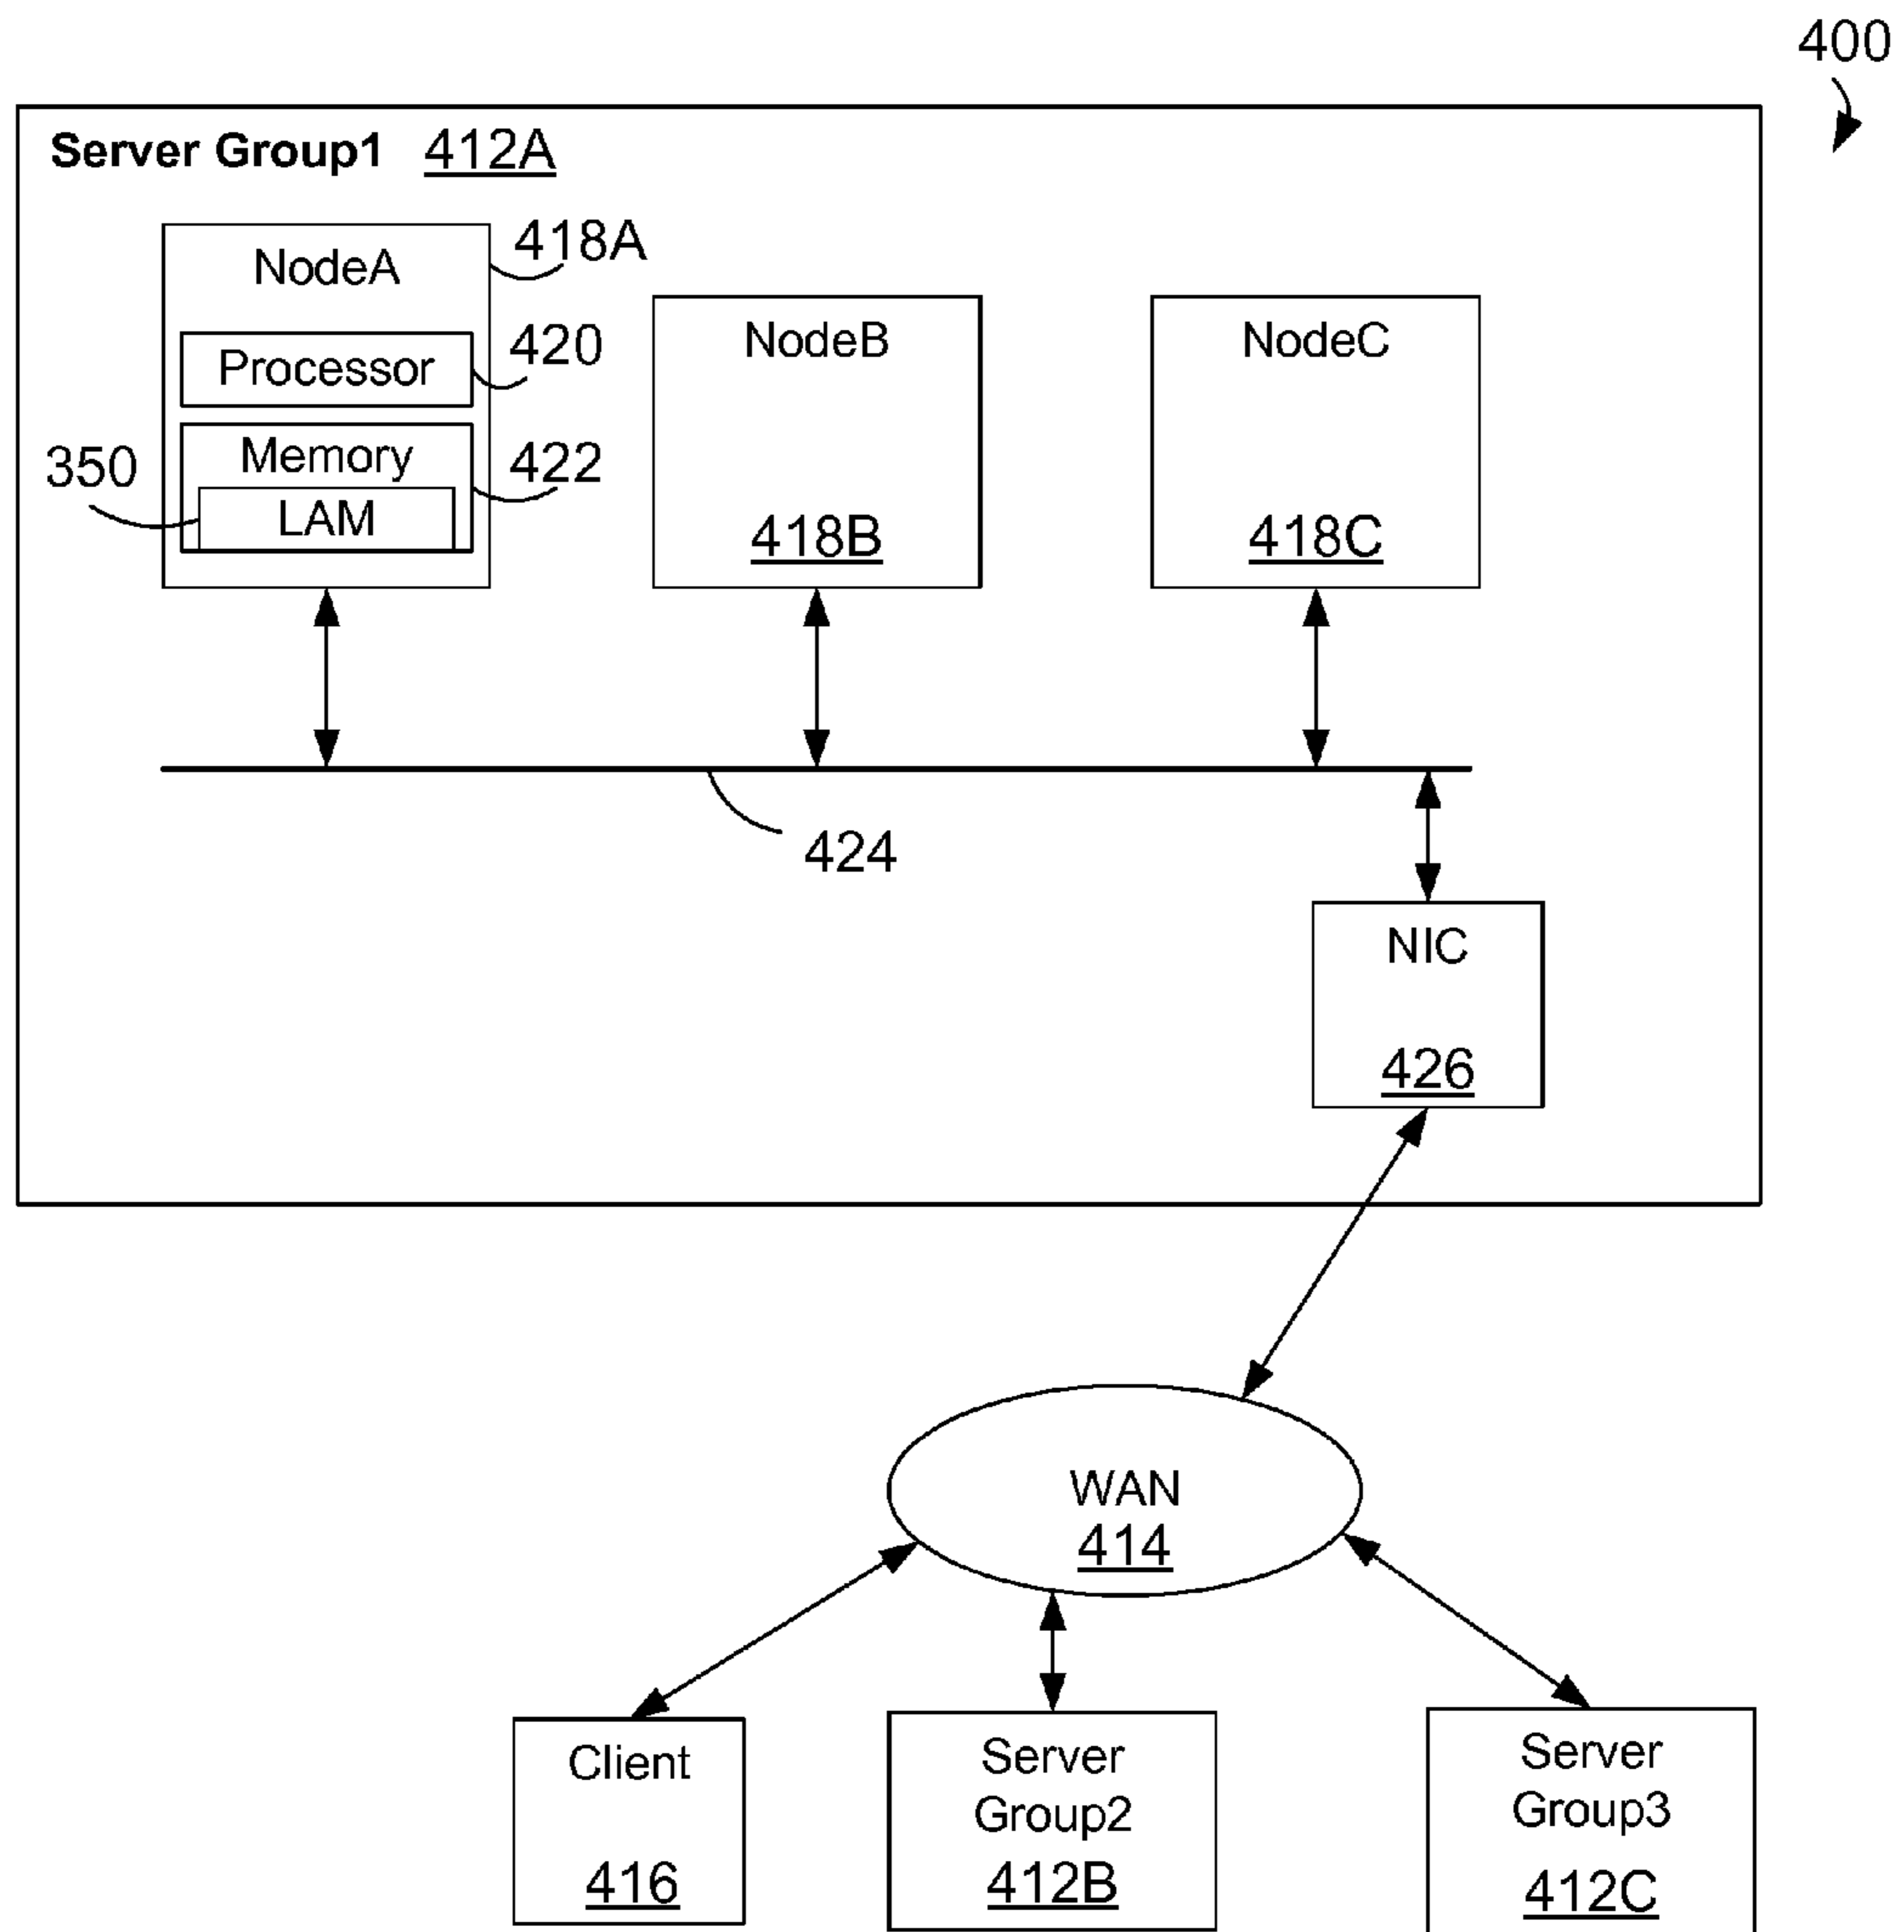 400
Server Group1 412A
NodeA
418A
Processor
420
Memory
422
350
LAM
NodeB
418B
NodeC
418C
424
NIC
426
WAN
414
Client
416
Server
Group2
412B
Server
Group3
412C